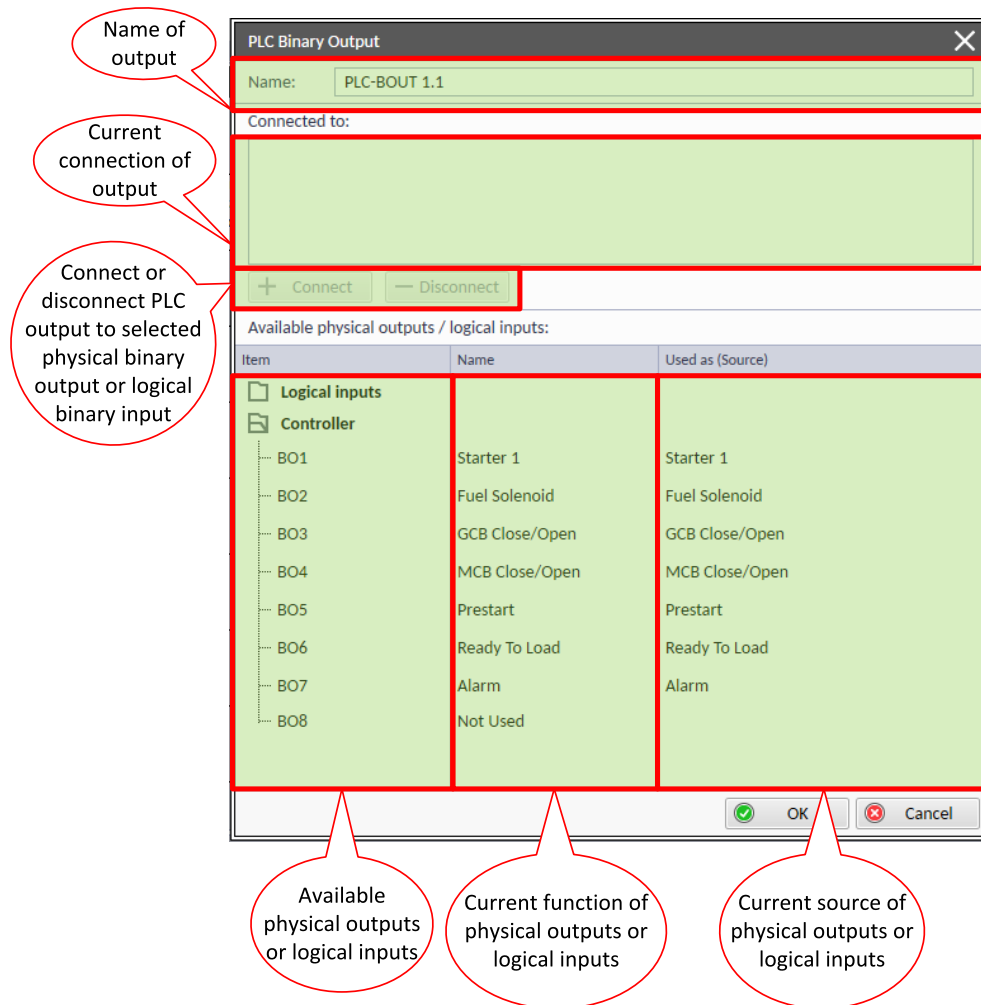 Name of
output
PLC Binary Output
Name: PLC-BOUT 1.1
Connected to:
Current
connection of
output
Connect or
disconnect PLC
output to selected
physical binary
output or logical
binary input
Connect Disconnect
Available physical outputs / logical inputs:
Item Name Used as (Source)
Logical inputs
Controller
BO1 Starter 1 Starter 1
BO2 Fuel Solenoid Fuel Solenoid
BO3 GCB Close/Open GCB Close/Open
BO4 MCB Close/Open MCB Close/Open
BO5 Prestart Prestart
BO6 Ready To Load Ready To Load
BO7 Alarm Alarm
BO8 Not Used
OK Cancel
Available
physical outputs
or logical inputs
Current function of
physical outputs or
logical inputs
Current source of
physical outputs or
logical inputs